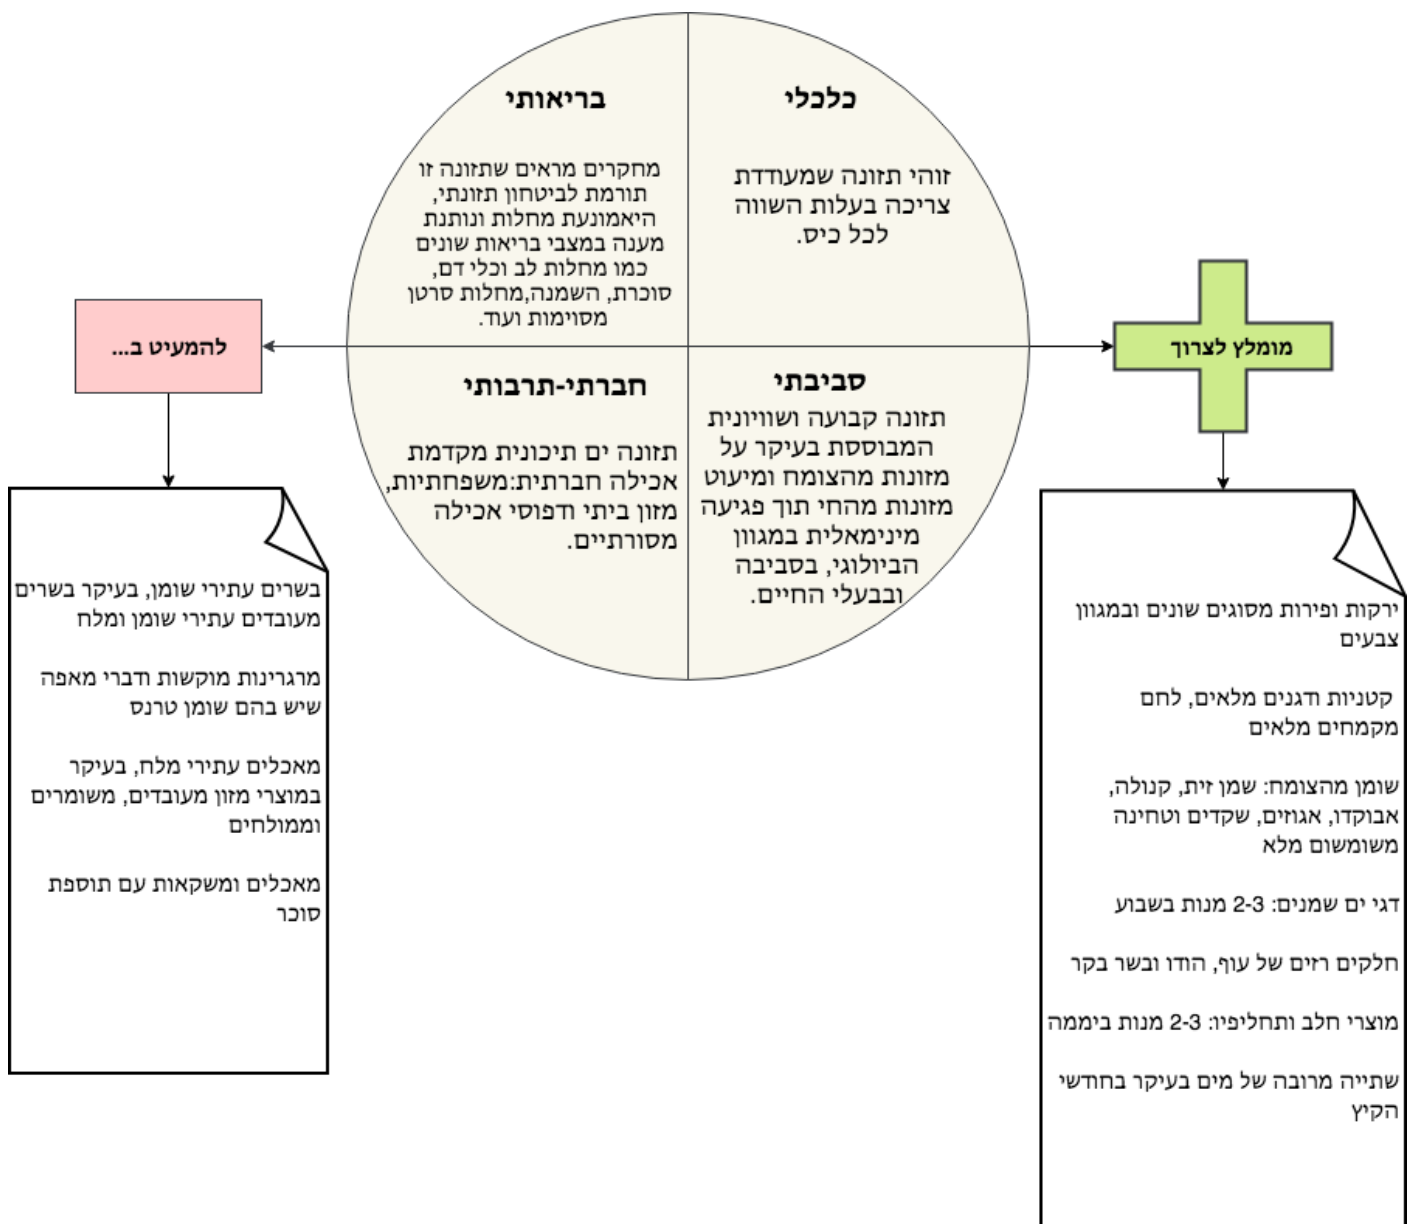 כלכלי
זוהי תזונה שמעודדת
צריכה בעלות השווה
לכל כיס.
בריאותי
מחקרים מראים שתזונה זו
תורמת לביטחון תזונתי,
היאמונעת מחלות ונותנת
מענה במצבי בריאות שונים
כמו מחלות לב וכלי דם,
סוכרת, השמנה,מחלות סרטן
מסוימות ועוד.
סביבתי
תזונה קבועה ושוויונית
המבוססת בעיקר על
מזונות מהצומח ומיעוט
מזונות מהחי תוך פגיעה
מינימאלית במגוון
הביולוגי, בסביבה
ובבעלי החיים.
חברתי-תרבותי
תזונה ים תיכונית מקדמת
אכילה חברתית:משפחתיות,
מזון ביתי ודפוסי אכילה
מסורתיים.
מומלץ לצרוך
ירקות ופירות מסוגים שונים ובמגוון
צבעים
קטניות ודגנים מלאים, לחם
מקמחים מלאים
שומן מהצומח: שמן זית, קנולה,
אבוקדו, אגוזים, שקדים וטחינה
משומשום מלא
דגי ים שמנים: 2-3 מנות בשבוע
חלקים רזים של עוף, הודו ובשר בקר
מוצרי חלב ותחליפיו: 2-3 מנות ביממה
שתייה מרובה של מים בעיקר בחודשי
הקיץ
להמעיט ב...
בשרים עתירי שומן, בעיקר בשרים
מעובדים עתירי שומן ומלח
מרגרינות מוקשות ודברי מאפה
שיש בהם שומן טרנס
מאכלים עתירי מלח, בעיקר
במוצרי מזון מעובדים, משומרים
וממולחים
מאכלים ומשקאות עם תוספת
סוכר